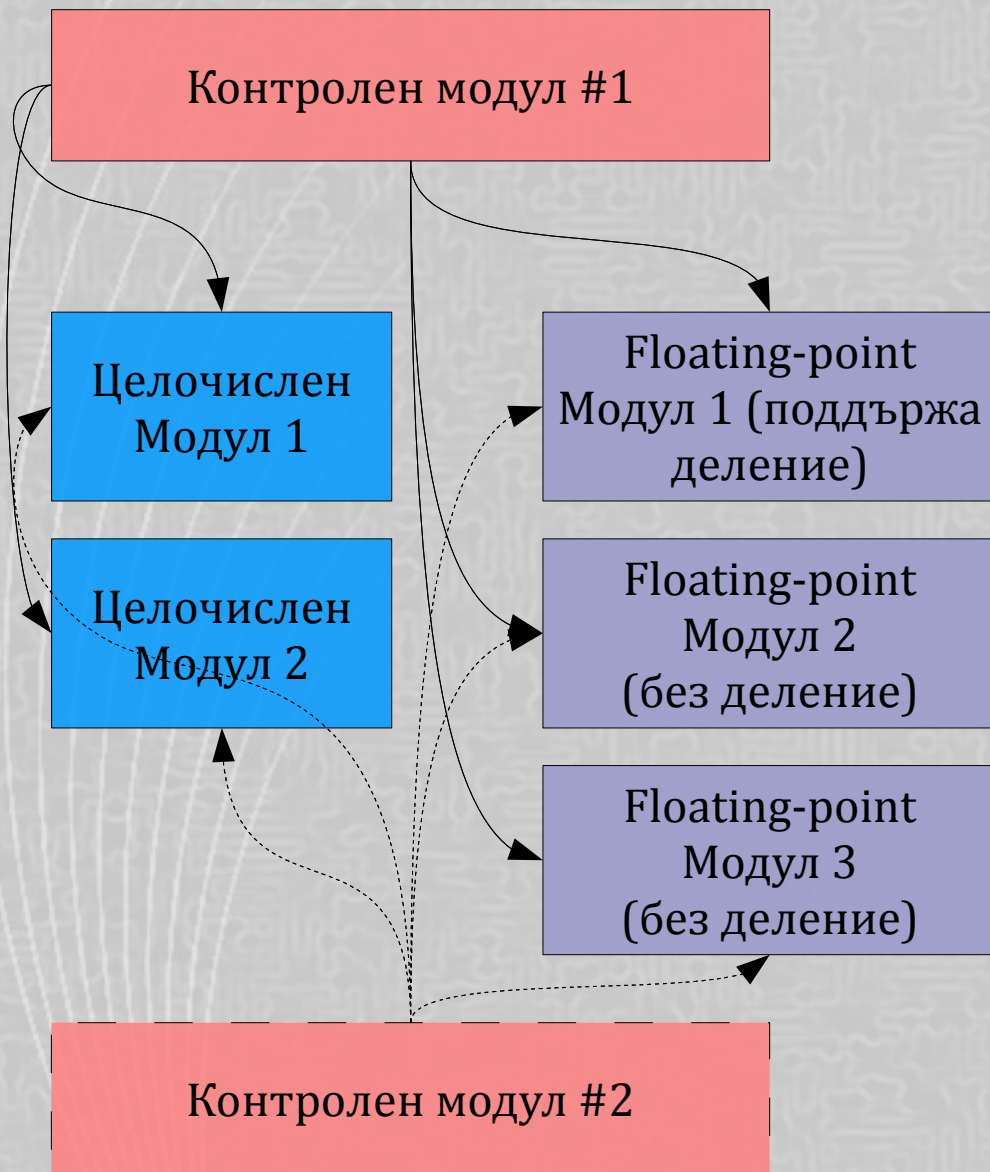 Контролен модул #1
Целочислен
Модул 1
Floating-point
Модул 1 (поддържа
деление)
Целочислен
Модул 2
Floating-point
Модул 2
(без деление)
Floating-point
Модул 3
(без деление)
Контролен модул #2